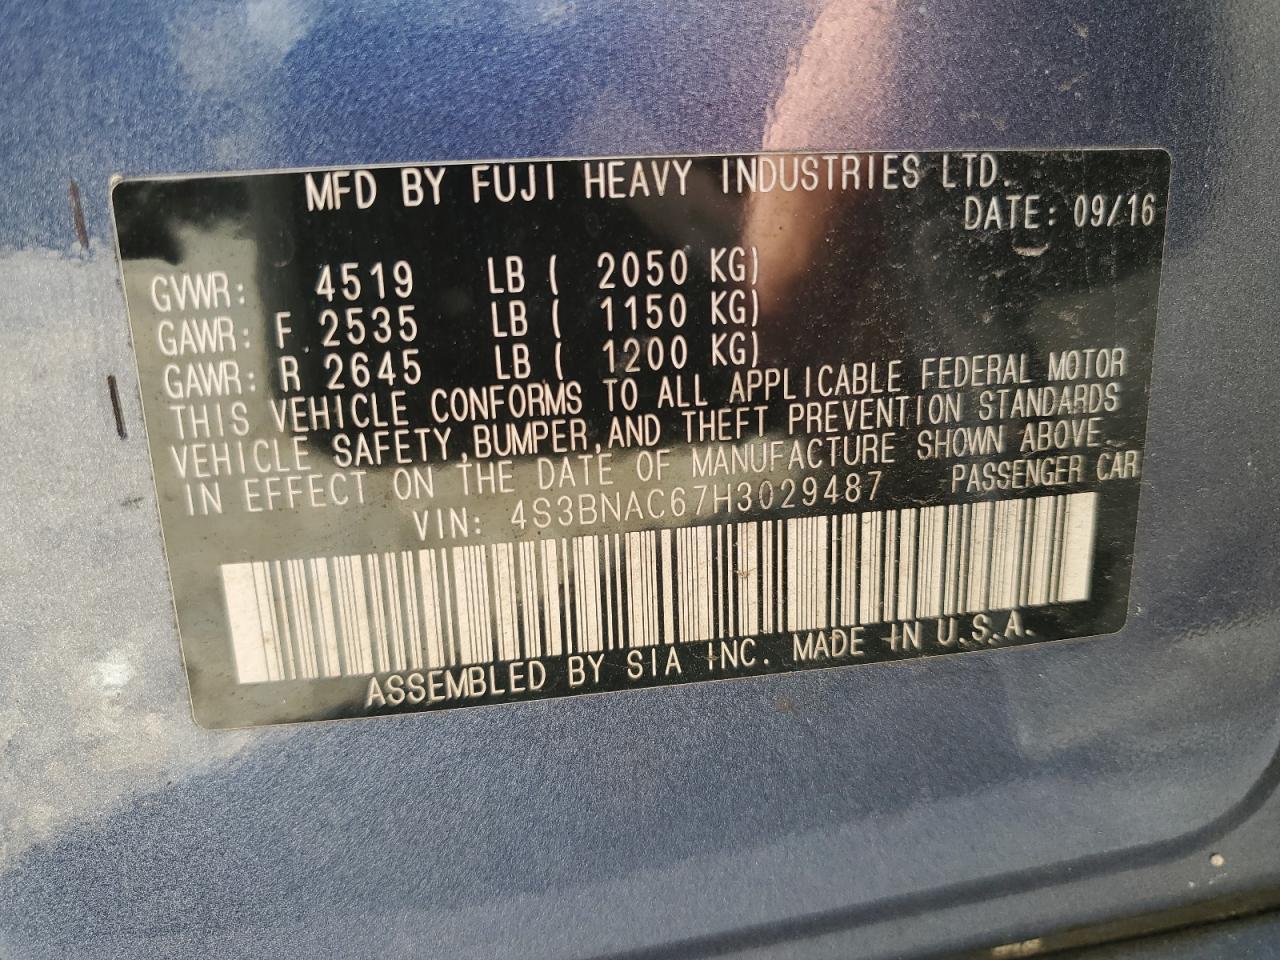 MFD BY FUJI HEAVY INDUSTRIES LTD.
DATE: 09/16
GVWR: 4519 LB ( 2050 KG)
GAWR: F 2535 LB ( 1150 KG)
GAWR: R 2645 LB ( 1200 KG)
THIS VEHICLE CONFORMS TO ALL APPLICABLE FEDERAL MOTOR
VEHICLE SAFETY,BUMPER,AND THEFT PREVENTION STANDARDS
IN EFFECT ON THE DATE OF MANUFACTURE SHOWN ABOVE.
VIN: 4S3BNAC67H3029487 PASSENGER CAR
ASSEMBLED BY SIA INC. MADE IN U.S.A.